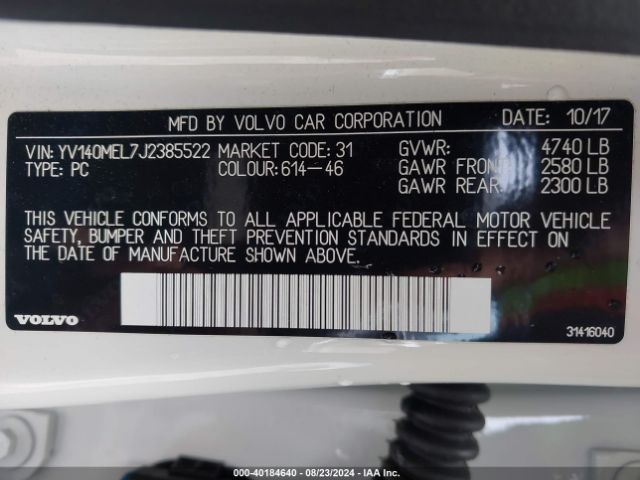 MFD BY VOLVO CAR CORPORATION DATE: 10/17
VIN: YV140MEL7J2385522 MARKET CODE: 31 GVWR: 4740 LB
TYPE: PC COLOUR:614-46 GAWR FRONT: 2580 LB
GAWR REAR: 2300 LB
THIS VEHICLE CONFORMS TO ALL APPLICABLE FEDERAL MOTOR VEHICLE
SAFETY, BUMPER AND THEFT PREVENTION STANDARDS IN EFFECT ON
THE DATE OF MANUFACTURE SHOWN ABOVE.
VOLVO
31416040
000-40184640 - 08/23/2024 - IAA Inc.